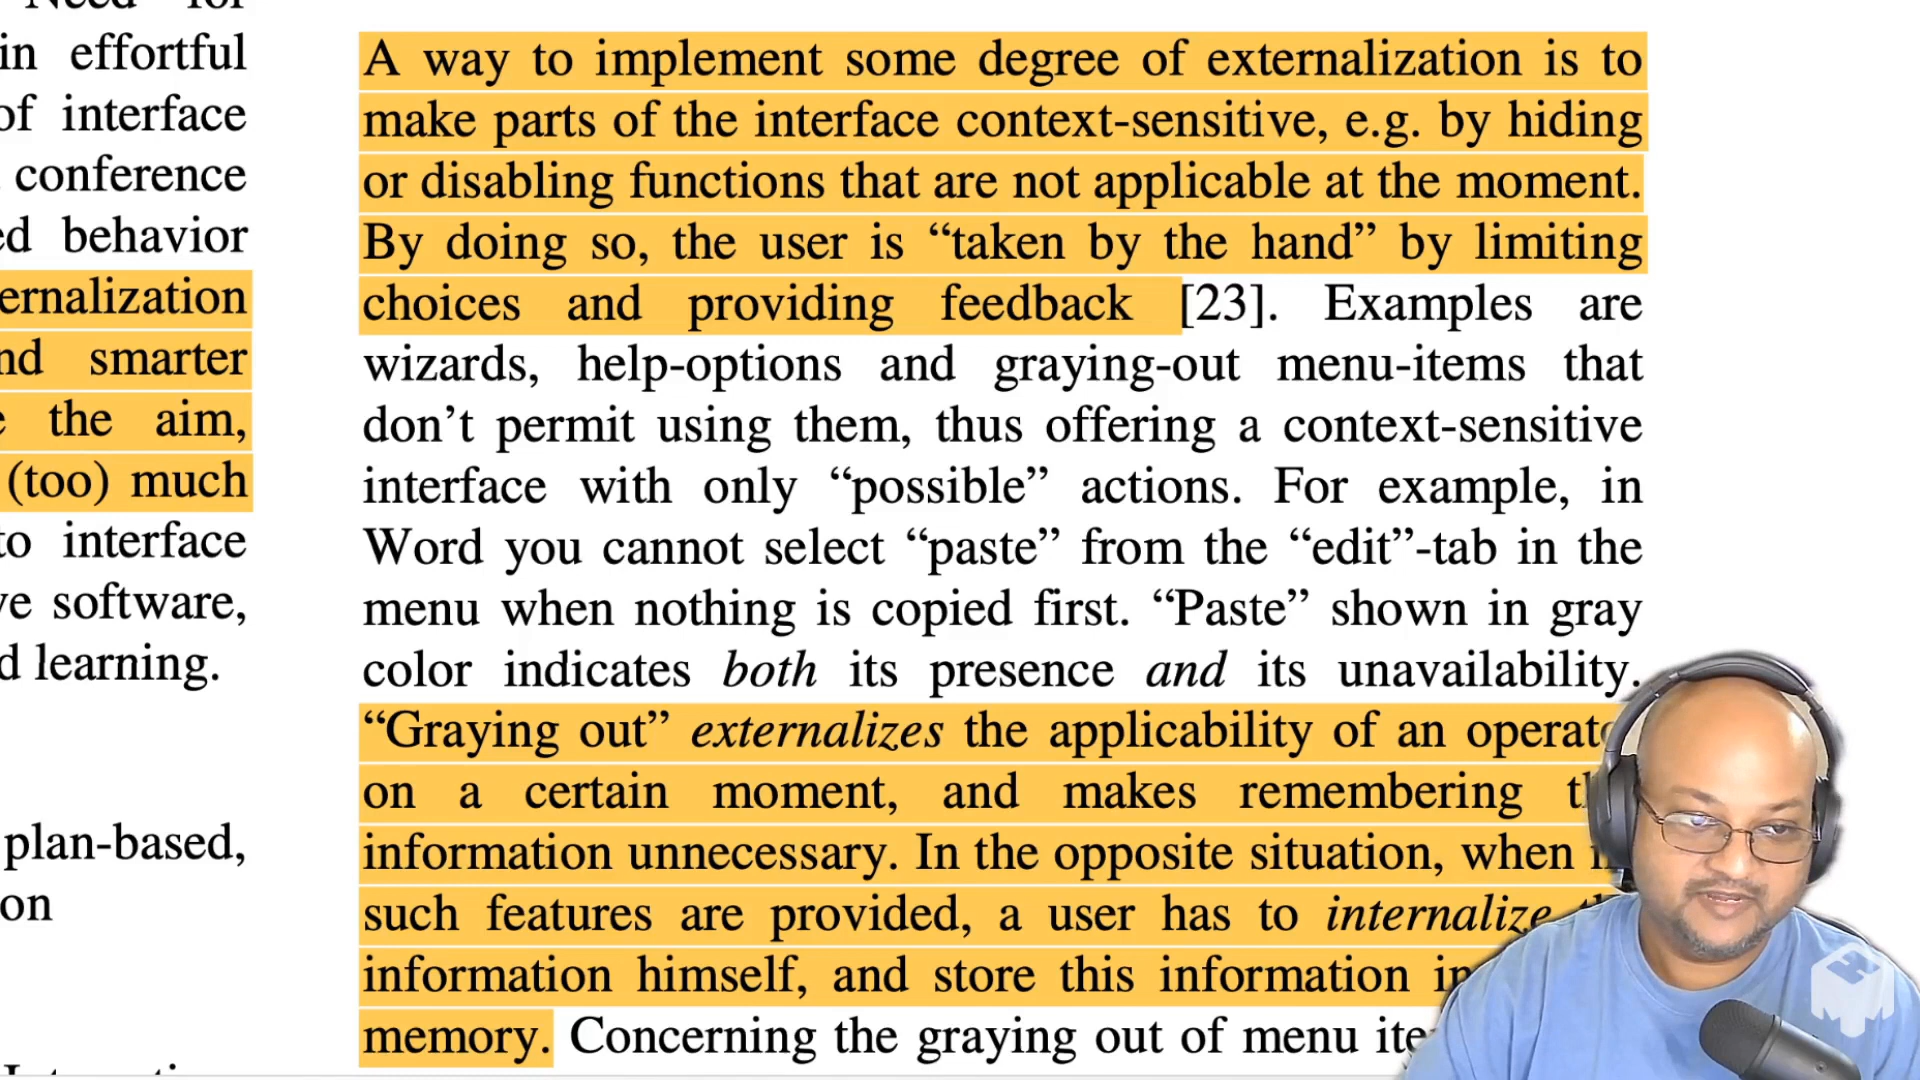 in effortful
of interface
conference
ed behavior
ernalization
nd smarter
the aim,
(too) much
to interface
ve software,
d learning.
plan-based,
on
A way to implement some degree of externalization is to
make parts of the interface context-sensitive, e.g. by hiding
or disabling functions that are not applicable at the moment.
By doing so, the user is “taken by the hand” by limiting
choices and providing feedback [23]. Examples are
wizards, help-options and graying-out menu-items that
don’t permit using them, thus offering a context-sensitive
interface with only “possible” actions. For example, in
Word you cannot select “paste” from the “edit”-tab in the
menu when nothing is copied first. “Paste” shown in gray
color indicates both its presence and its unavailability.
“Graying out” externalizes the applicability of an operato
on a certain moment, and makes remembering
information unnecessary. In the opposite situation, when
such features are provided, a user has to internalize
information himself, and store this information in
memory. Concerning the graying out of menu ite